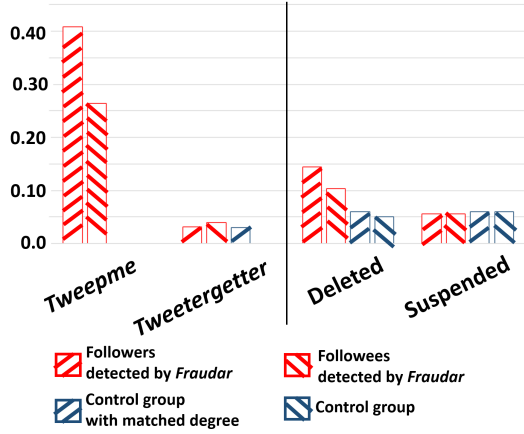 0.40
0.30
0.20
0.10
0.0
Tweepme
Tweetergetter
Deleted
Suspended
Followers
detected by Fraudar
Followees
detected by Fraudar
Control group
with matched degree
Control group